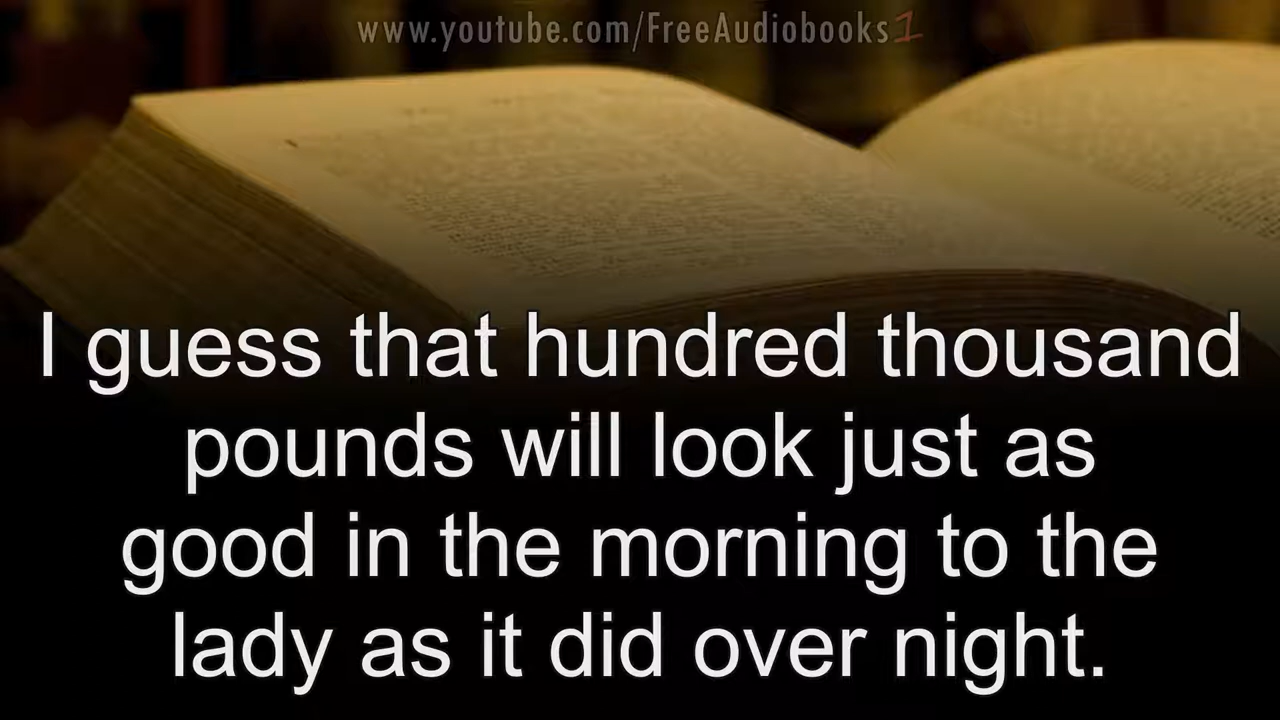 www.youtube.com/FreeAudiobooks1
I guess that hundred thousand
pounds will look just as
good in the morning to the
lady as it did over night.